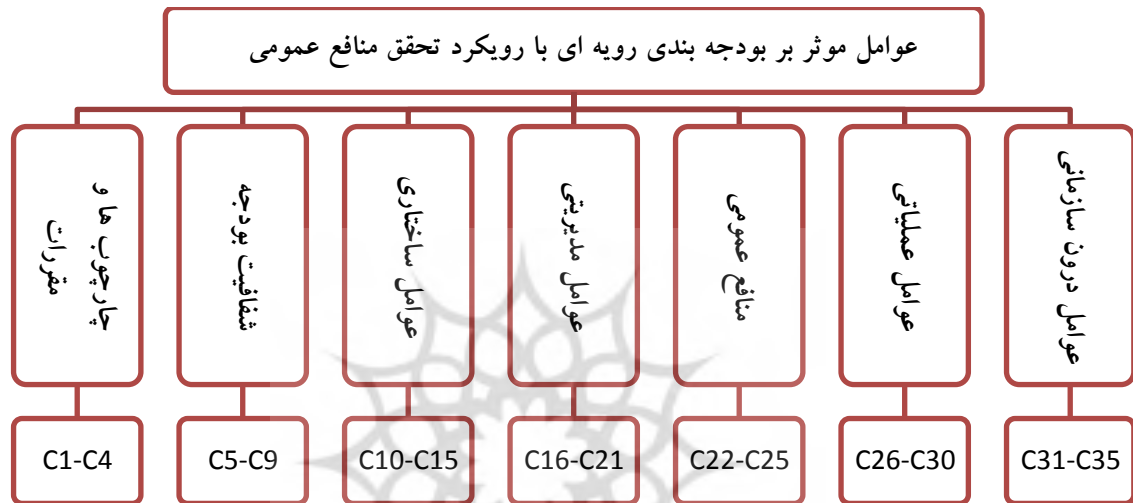 عوامل موثر بر بودجه بندی رویه ای با رویکرد تحقق منافع عمومی
چارچوب ها و
مقررات
شفافیت بودجه
عوامل ساختاری
عوامل مدیریتی
منافع عمومی
عوامل عملیاتی
عوامل درون سازمانی
C1-C4
C5-C9
C10-C15
C16-C21
C22-C25
C26-C30
C31-C35